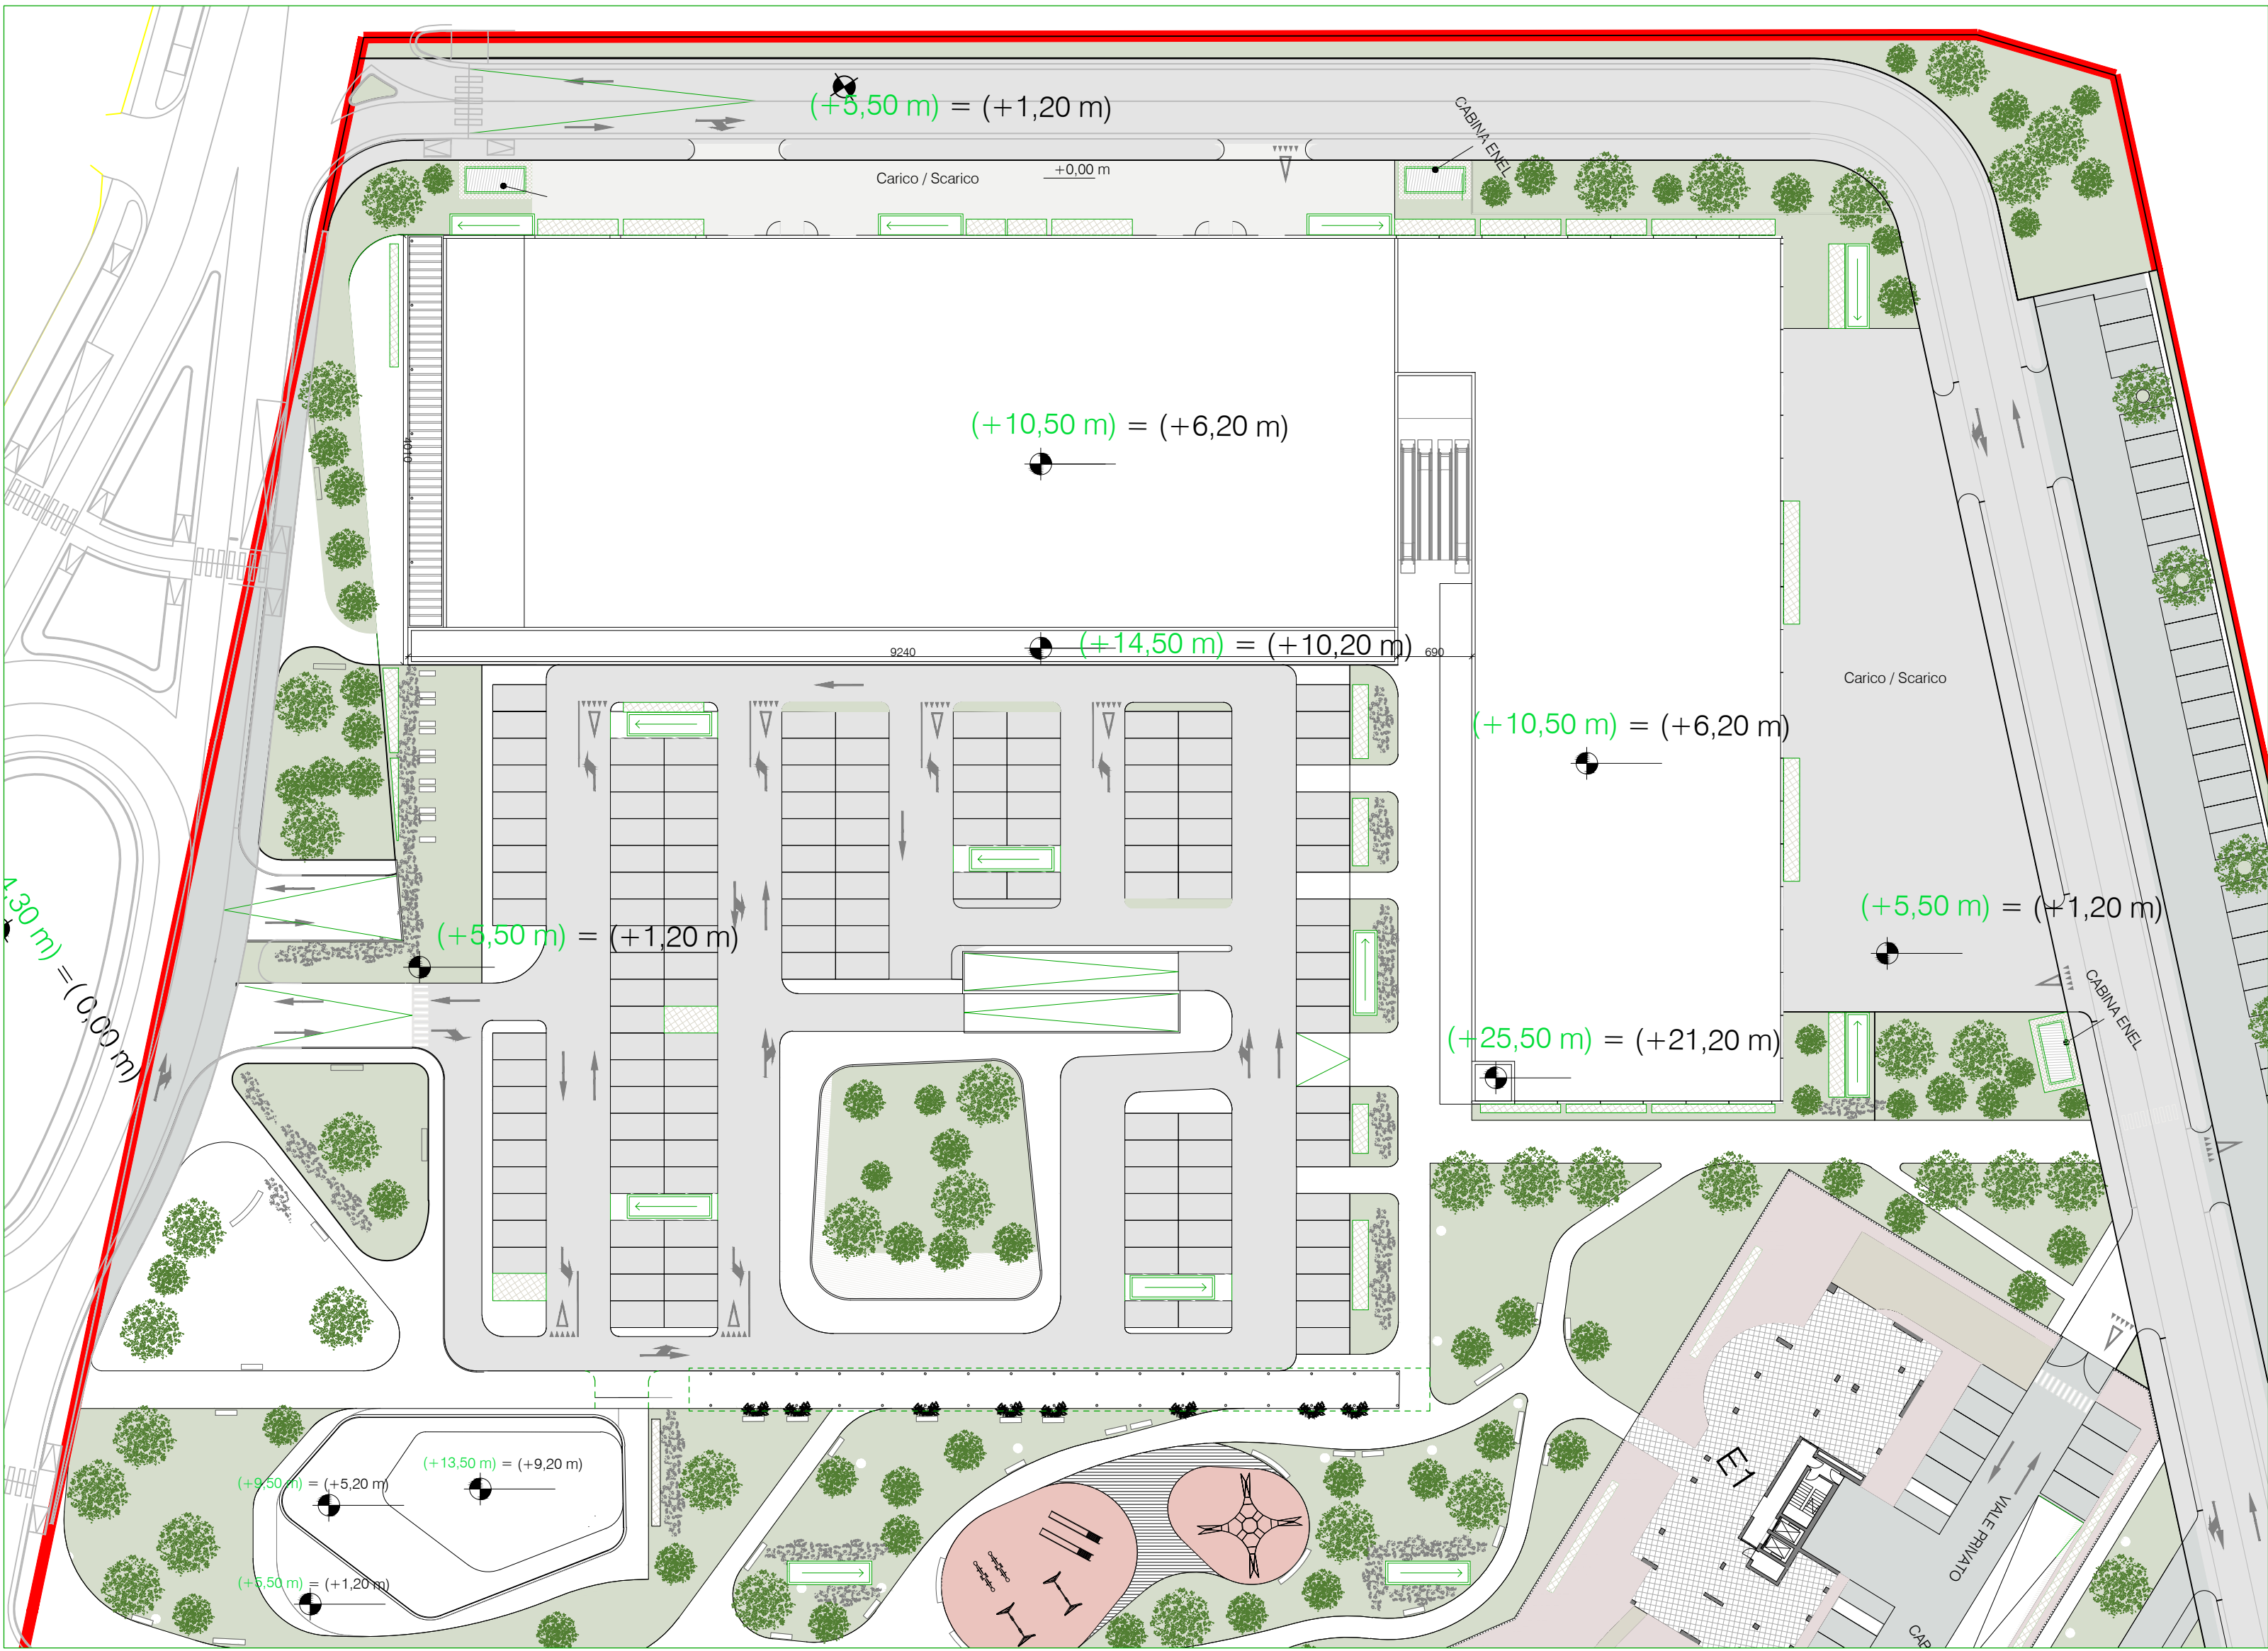 (+5,50 m) = (+1,20 m)
CABINA ENEL
Carico / Scarico
+0,00 m
(+10,50 m) = (+6,20 m)
4010
(+14,50 m) = (+10,20 m)
9240
690
Carico / Scarico
(+10,50 m) = (+6,20 m)
(+5,50 m) = (+1,20 m)
(+5,50 m) = (+1,20 m)
4,30 m) = ( 0,00 m)
CABINA ENEL
(+25,50 m) = (+21,20 m)
E1
(+13,50 m) = (+9,20 m)
(+9,50 m) = (+5,20 m)
VIALE PRIVATO
(+5,50 m) = (+1,20 m)